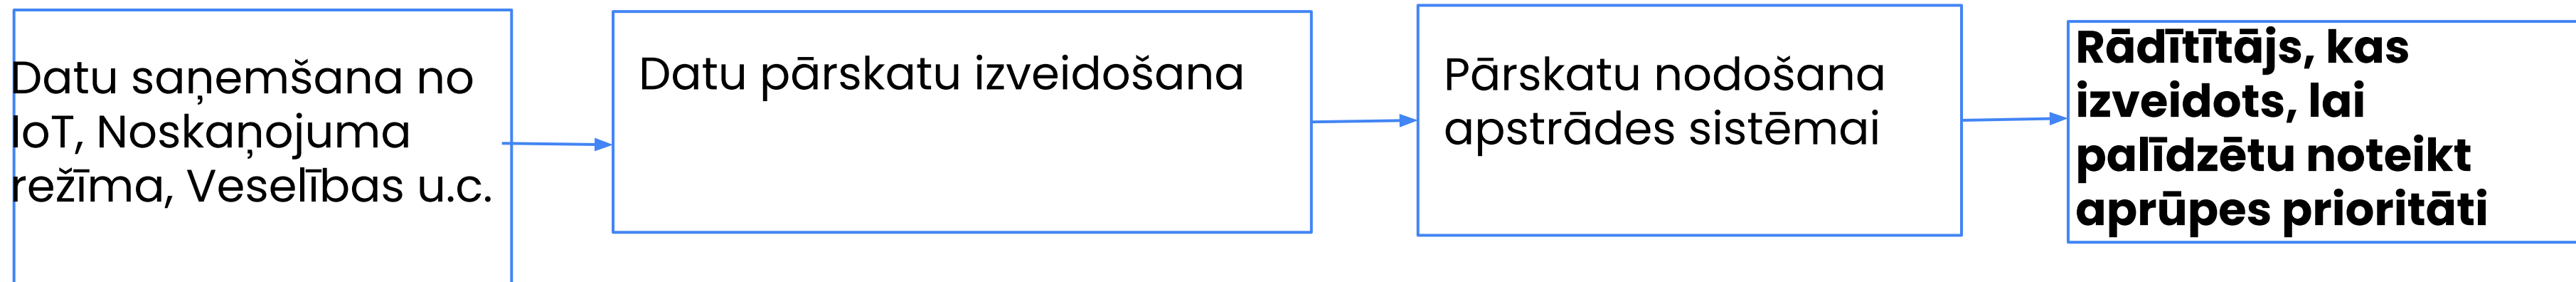 Datu saņemšana no
IoT, Noskaņojuma
režīma, Veselības u.c.
Datu pārskatu izveidošana
Pārskatu nodošana
apstrādes sistēmai
Rādītītājs, kas
izveidots, lai
palīdzētu noteikt
aprūpes prioritāti